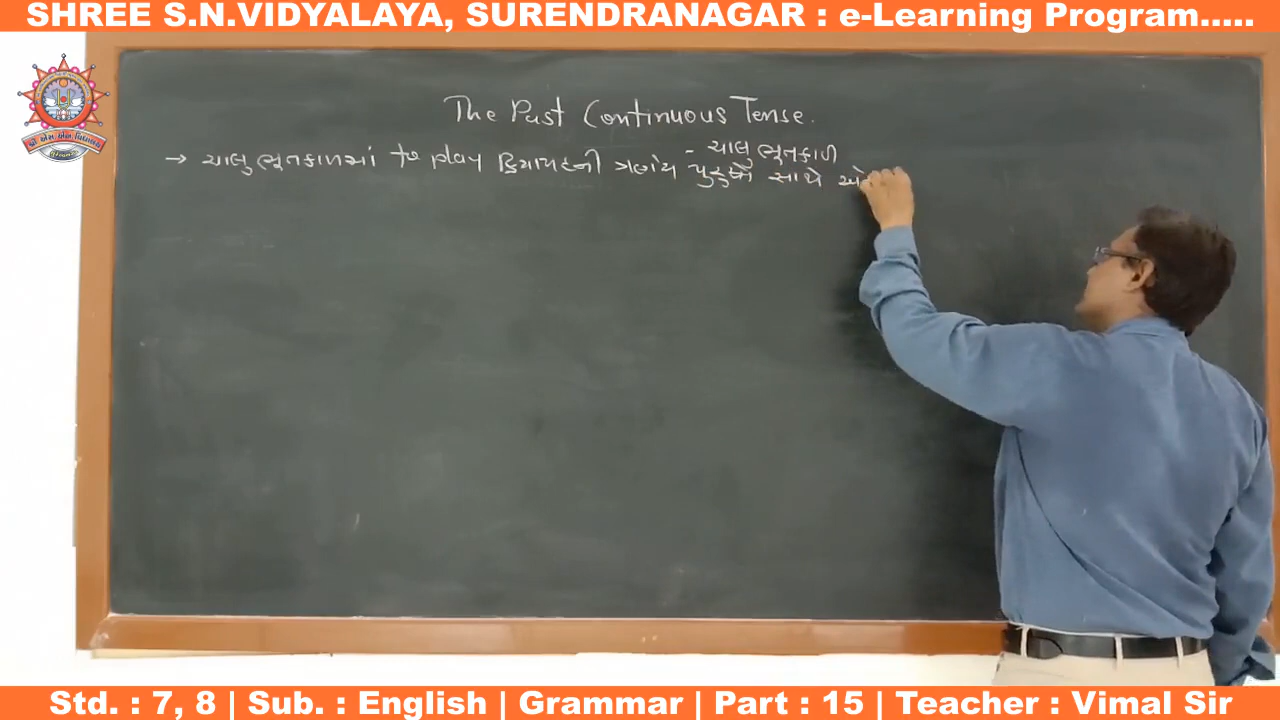 SHREE S.N.VIDYALAYA, SURENDRANAGAR : e-Learning Program.....
The Past Continuous Tense.
- ચાલુ ભૂતકાળ
→ ચાલુ ભૂતકાળમાં to play ક્રિયાપદની ત્રણેય પુરુષો સાથે
Std. : 7, 8 | Sub. : English | Grammar | Part : 15 | Teacher : Vimal Sir